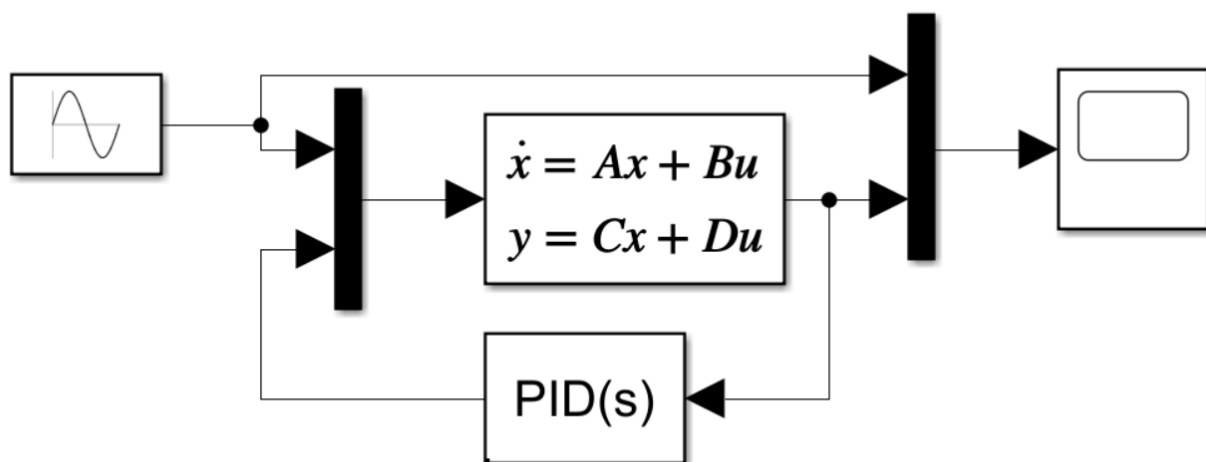 ẋ = Ax + Bu
y = Cx + Du
PID(s)